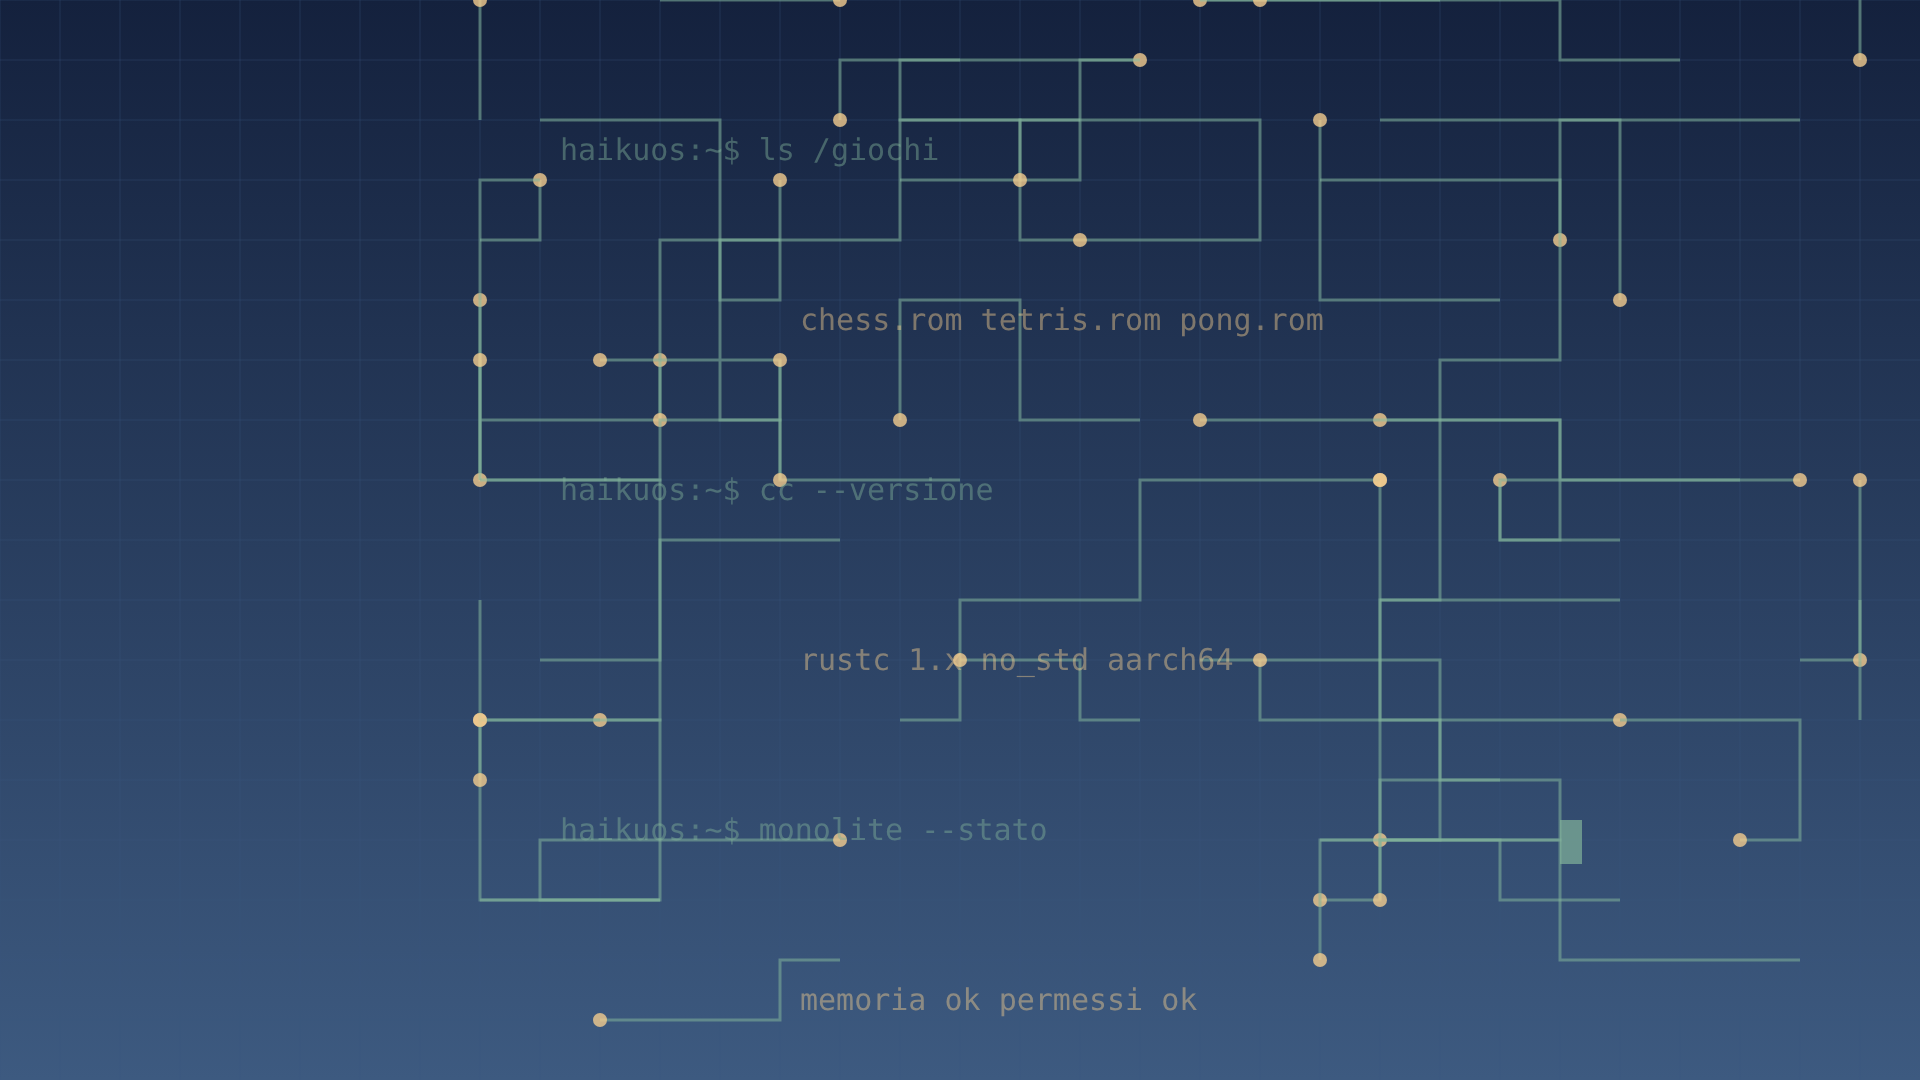 haikuos:~$ ls /giochi
chess.rom tetris.rom pong.rom
haikuos:~$ cc --versione
rustc 1.x no_std aarch64
haikuos:~$ monolite --stato
memoria ok permessi ok